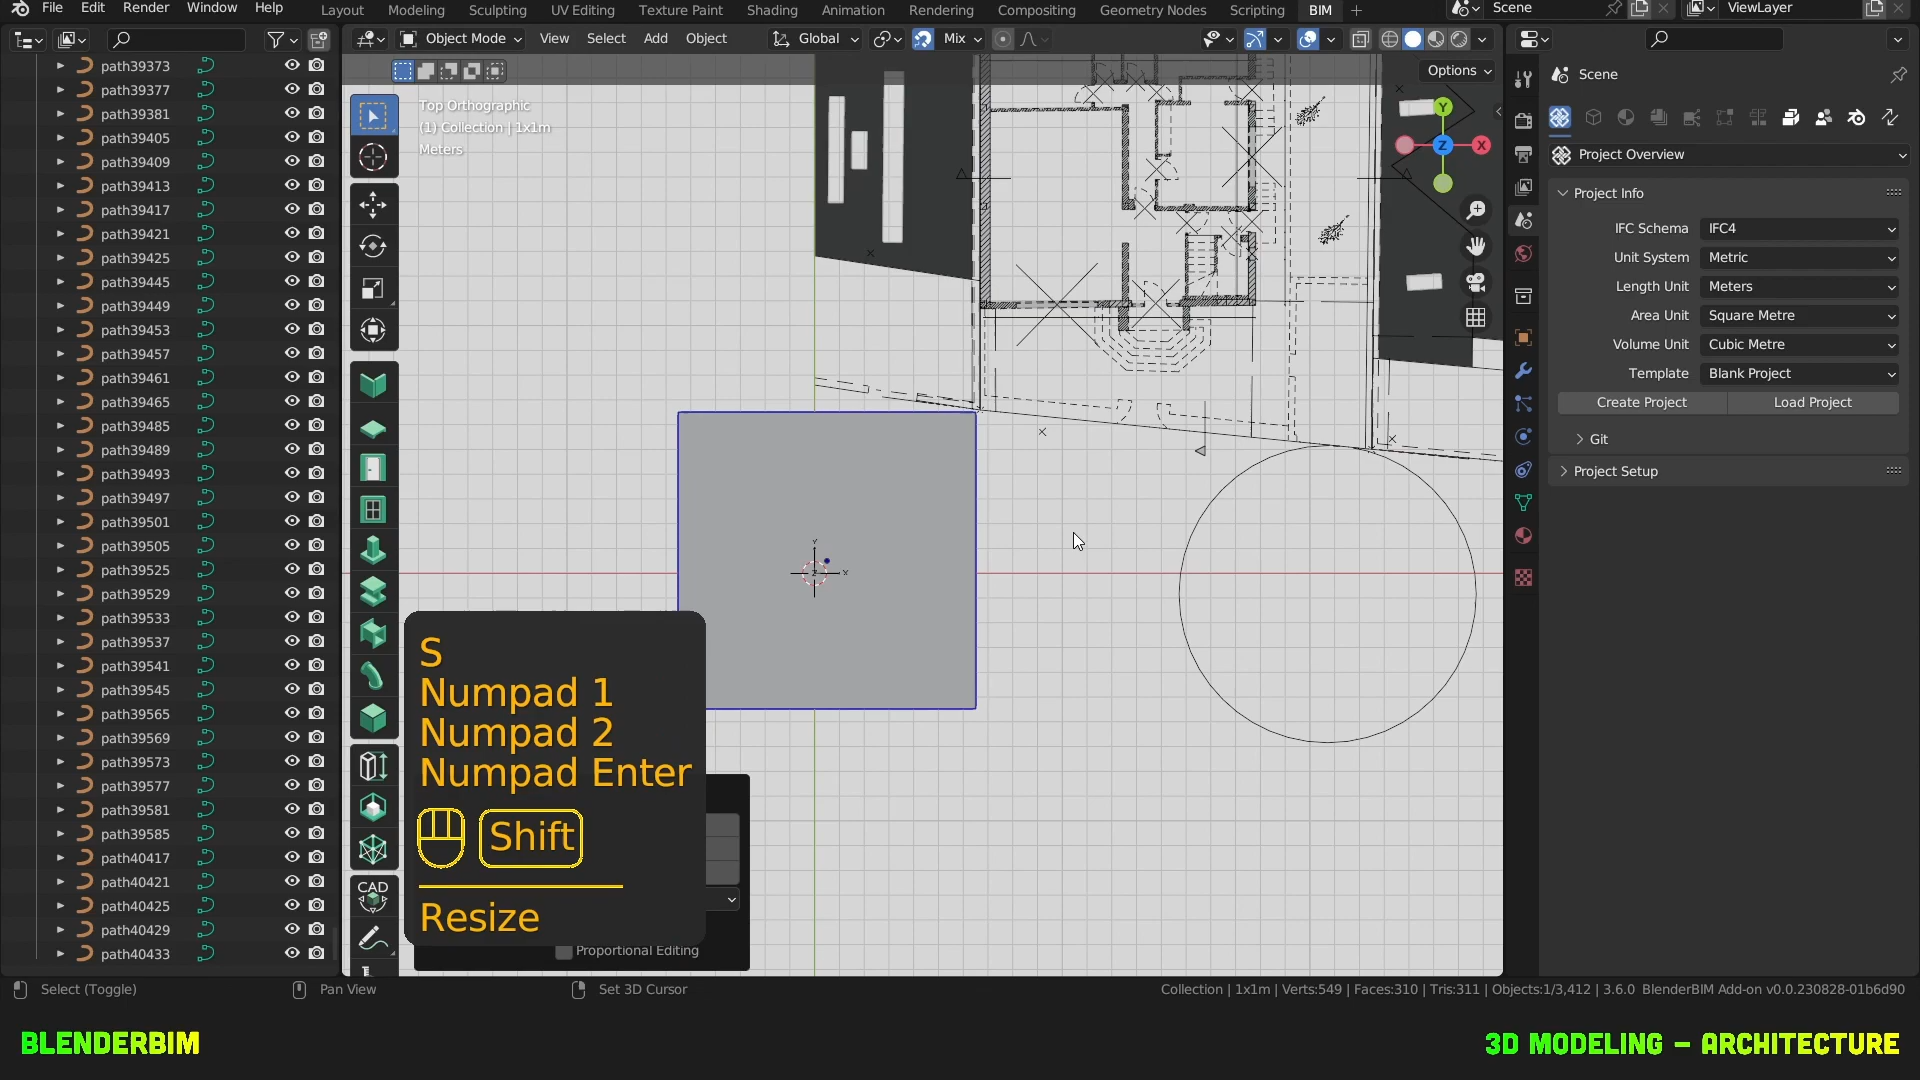 File Edit Render Window Help
Layout Modeling Sculpting UV Editing Texture Paint Shading Animation Rendering Compositing Geometry Nodes Scripting BIM
Scene
ViewLayer
Object Mode View Select Add Object Global Mix
Options
Top Orthographic
(1) Collection | 1x1m
Meters
path39373
path39377
path39381
path39405
path39409
path39413
path39417
path39421
path39425
path39445
path39449
path39453
path39457
path39461
path39465
path39485
path39489
path39493
path39497
path39501
path39505
path39525
path39529
path39533
path39537
path39541
path39545
path39565
path39569
path39573
path39577
path39581
path39585
path40417
path40421
path40425
path40429
path40433
CAD
Y
X
Z
S
Numpad 1
Numpad 2
Numpad Enter
Shift
Resize
Proportional Editing
Scene
Project Overview
Project Info
IFC Schema IFC4
Unit System Metric
Length Unit Meters
Area Unit Square Metre
Volume Unit Cubic Metre
Template Blank Project
Create Project Load Project
Git
Project Setup
Select (Toggle) Pan View Set 3D Cursor
Collection | 1x1m | Verts:549 | Faces:310 | Tris:311 | Objects:1/3,412 | 3.6.0 BlenderBIM Add-on v0.0.230828-01b6d90
BLENDERBIM
3D MODELING - ARCHITECTURE